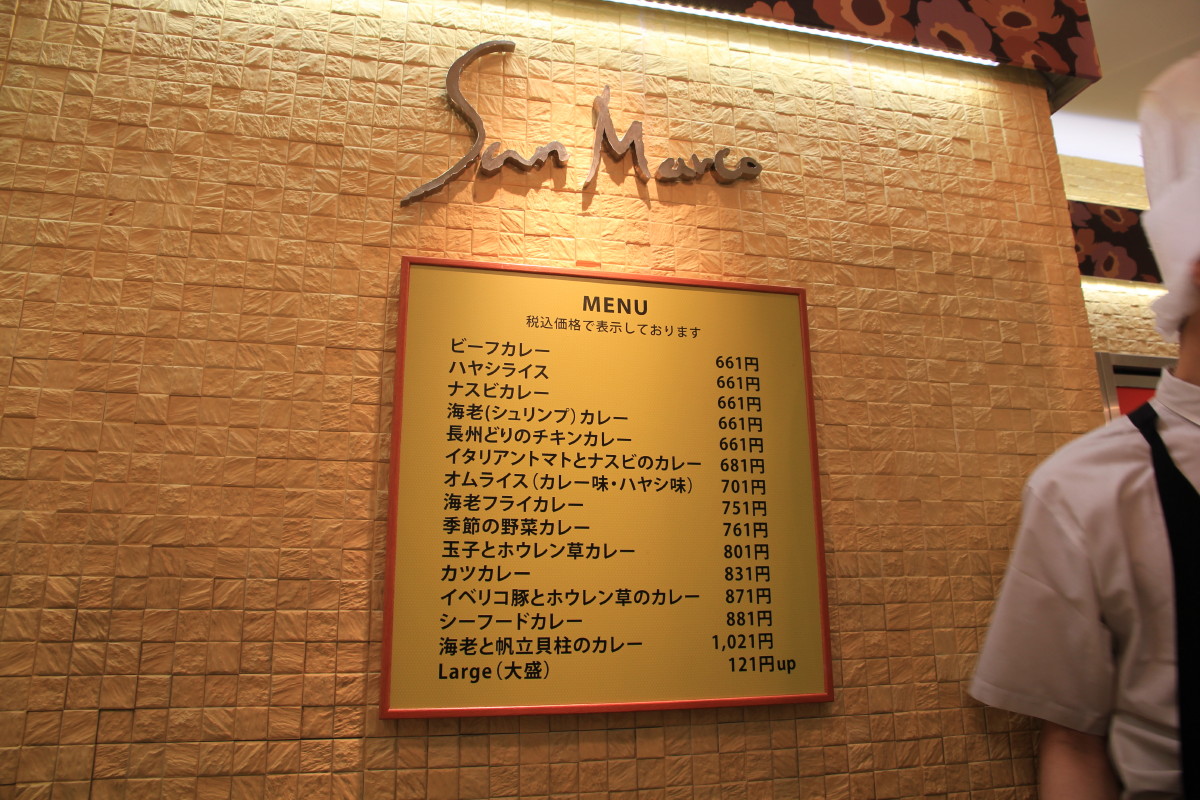 San Marco
MENU
税込価格で表示しております
ビーフカレー 661円
ハヤシライス 661円
ナスビカレー 661円
海老(シュリンプ)カレー 661円
長州どりのチキンカレー 661円
イタリアントマトとナスビのカレー 681円
オムライス(カレー味・ハヤシ味) 701円
海老フライカレー 751円
季節の野菜カレー 761円
玉子とホウレン草カレー 801円
カツカレー 831円
イベリコ豚とホウレン草のカレー 871円
シーフードカレー 881円
海老と帆立貝柱のカレー 1,021円
Large(大盛) 121円up